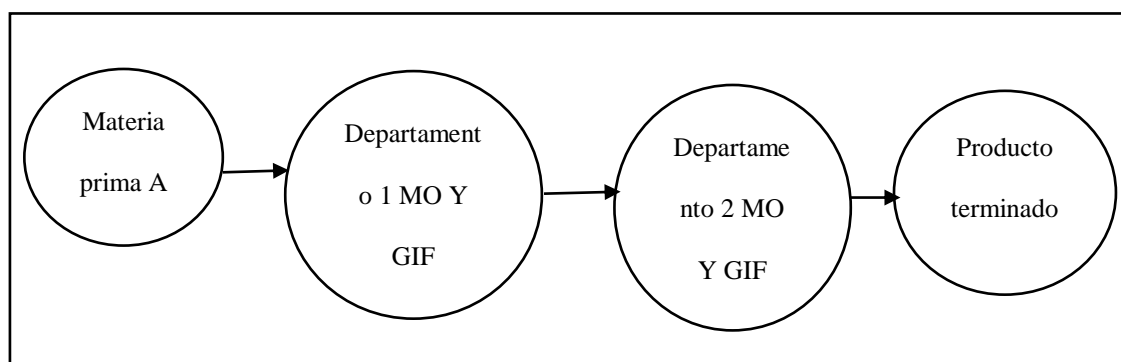 Materia
prima A
Departament
o 1 MO Y
GIF
Departame
nto 2 MO
Y GIF
Producto
terminado